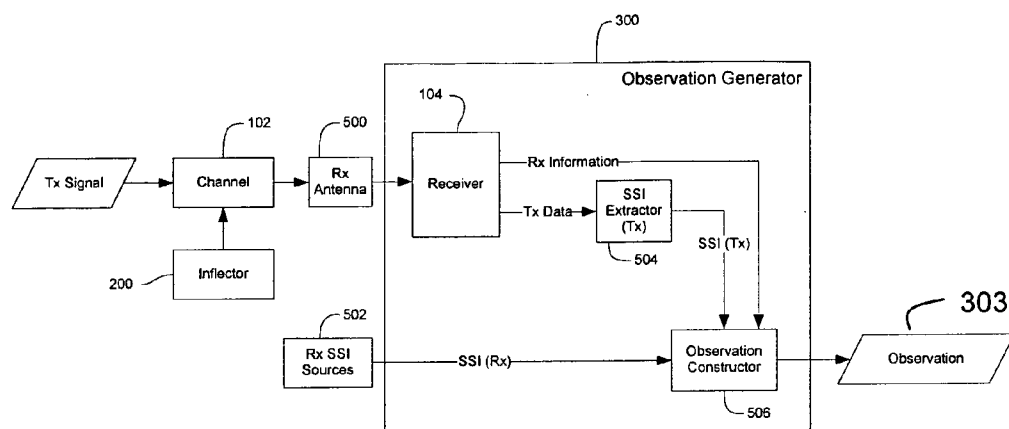 300
Observation Generator
102
500
104
Tx Signal
Channel
Rx
Antenna
Receiver
Rx Information
Tx Data
SSI
Extractor
(Tx)
504
SSI (Tx)
200
Inflector
502
Rx SSI
Sources
SSI (Rx)
Observation
Constructor
506
303
Observation